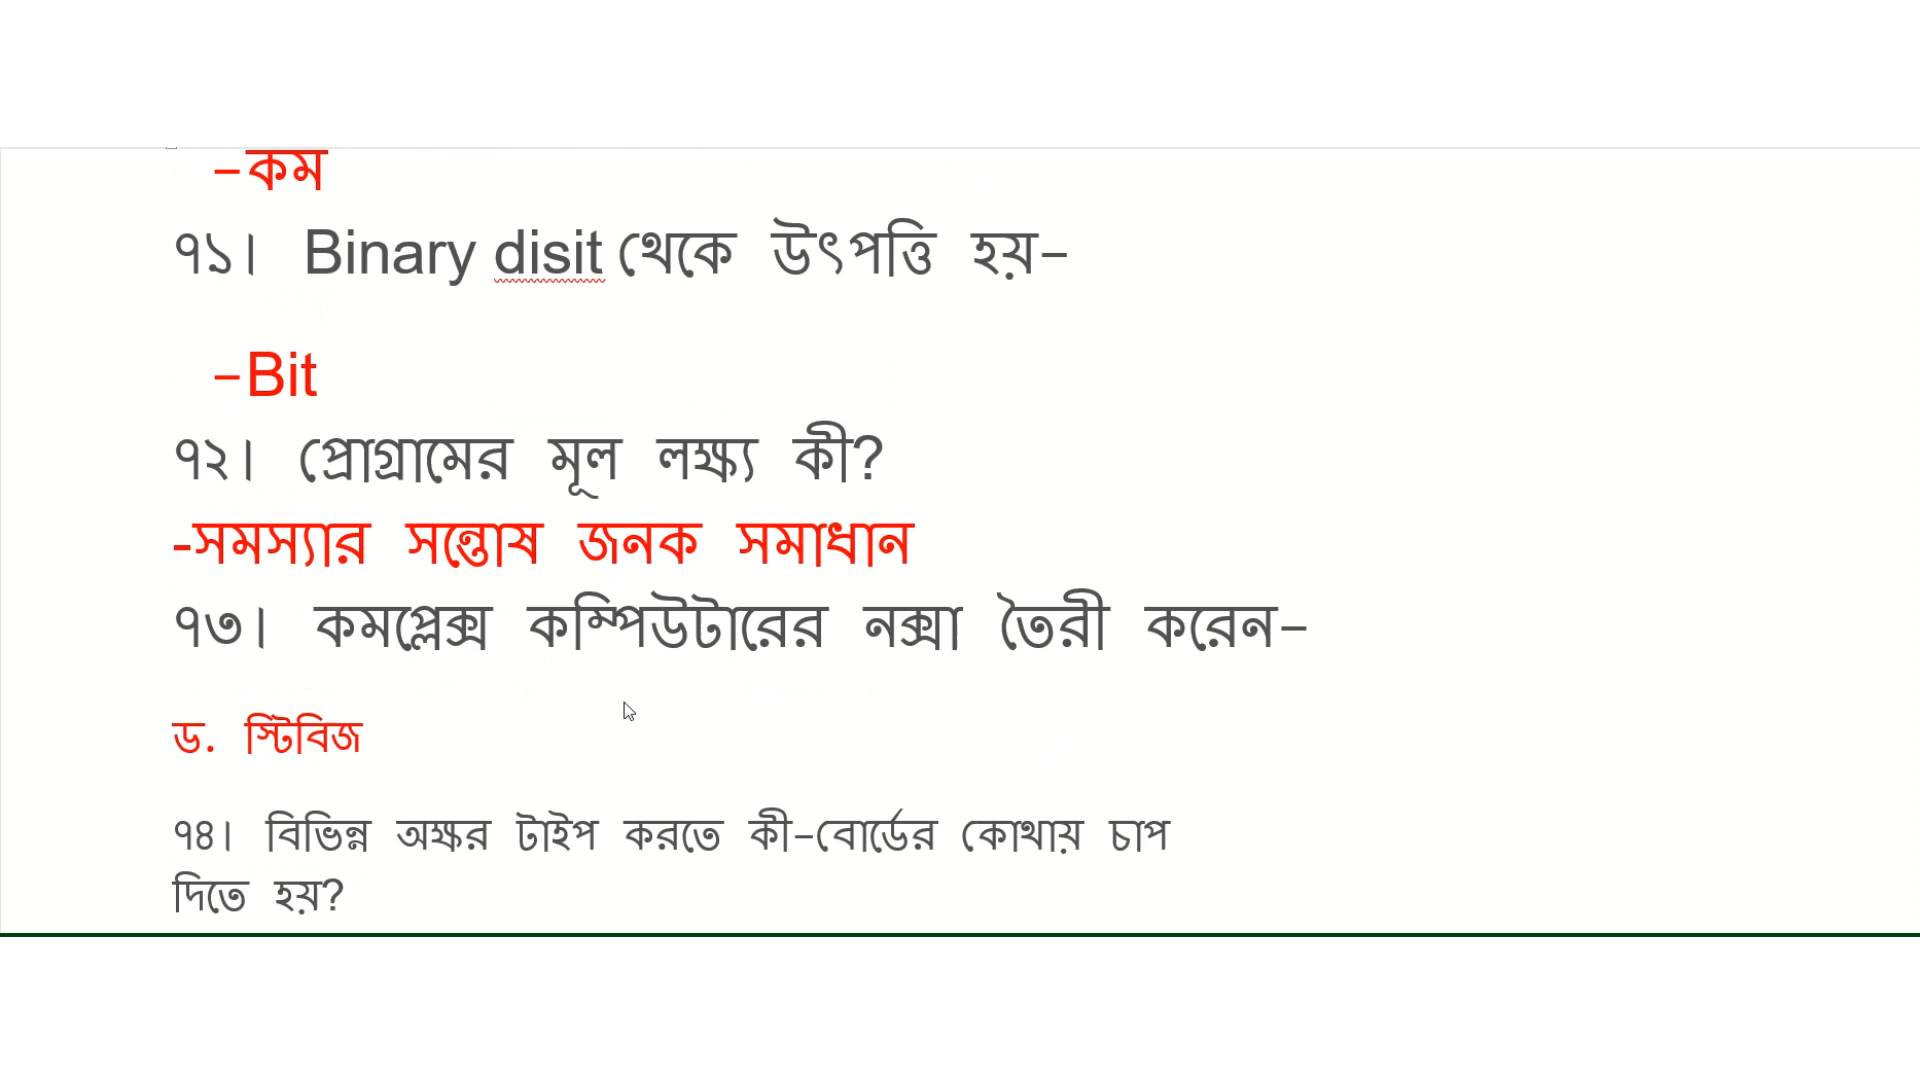 –কম
৭১। Binary disit থেকে উৎপত্তি হয়–
–Bit
৭২। প্রোগ্রামের মূল লক্ষ্য কী?
-সমস্যার সন্তোষ জনক সমাধান
৭৩। কমপ্লেক্স কম্পিউটারের নক্সা তৈরী করেন–
ড. স্টিবিজ
৭৪। বিভিন্ন অক্ষর টাইপ করতে কী–বোর্ডের কোথায় চাপ
দিতে হয়?